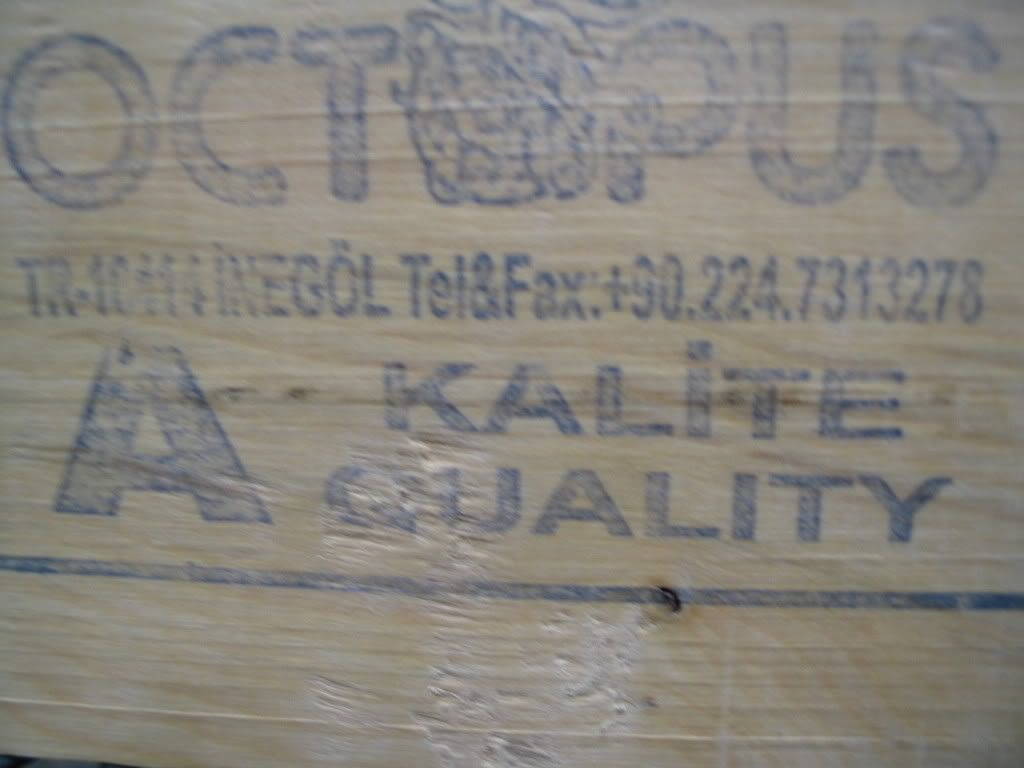 OCTOPUS
İNEGÖL Tel&Fax:+90.224.7313278
A KALİTE
QUALITY